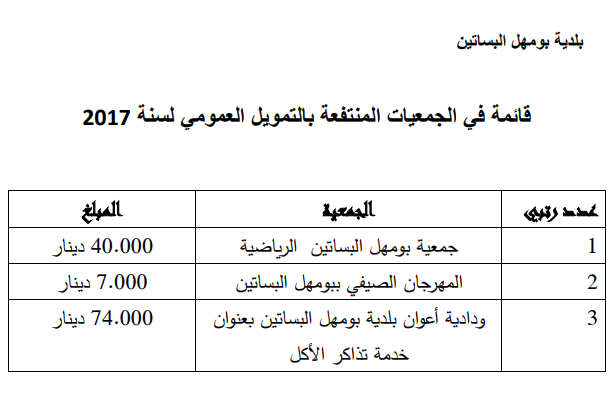 بلدية بومهل البساتين
قائمة في الجمعيات المنتفعة بالتمويل العمومي لسنة 2017
عدد رتبي الجمعية المبلغ
1 جمعية بومهل البساتين الرياضية 40.000 دينار
2 المهرجان الصيفي ببومهل البساتين 7.000 دينار
3 ودادية أعوان بلدية بومهل البساتين بعنوان 74.000 دينار
خدمة تذاكر الأكل